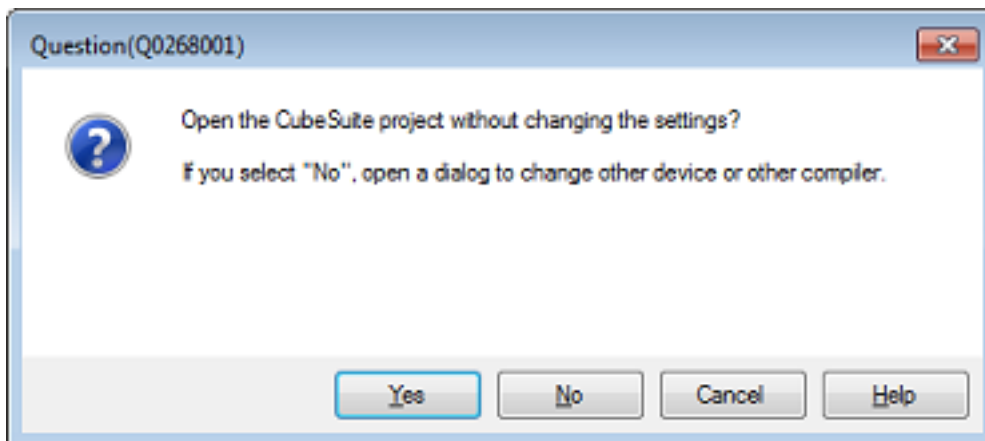 Question(Q0268001)
Open the CubeSuite project without changing the settings?
If you select "No", open a dialog to change other device or other compiler.
Yes No Cancel Help